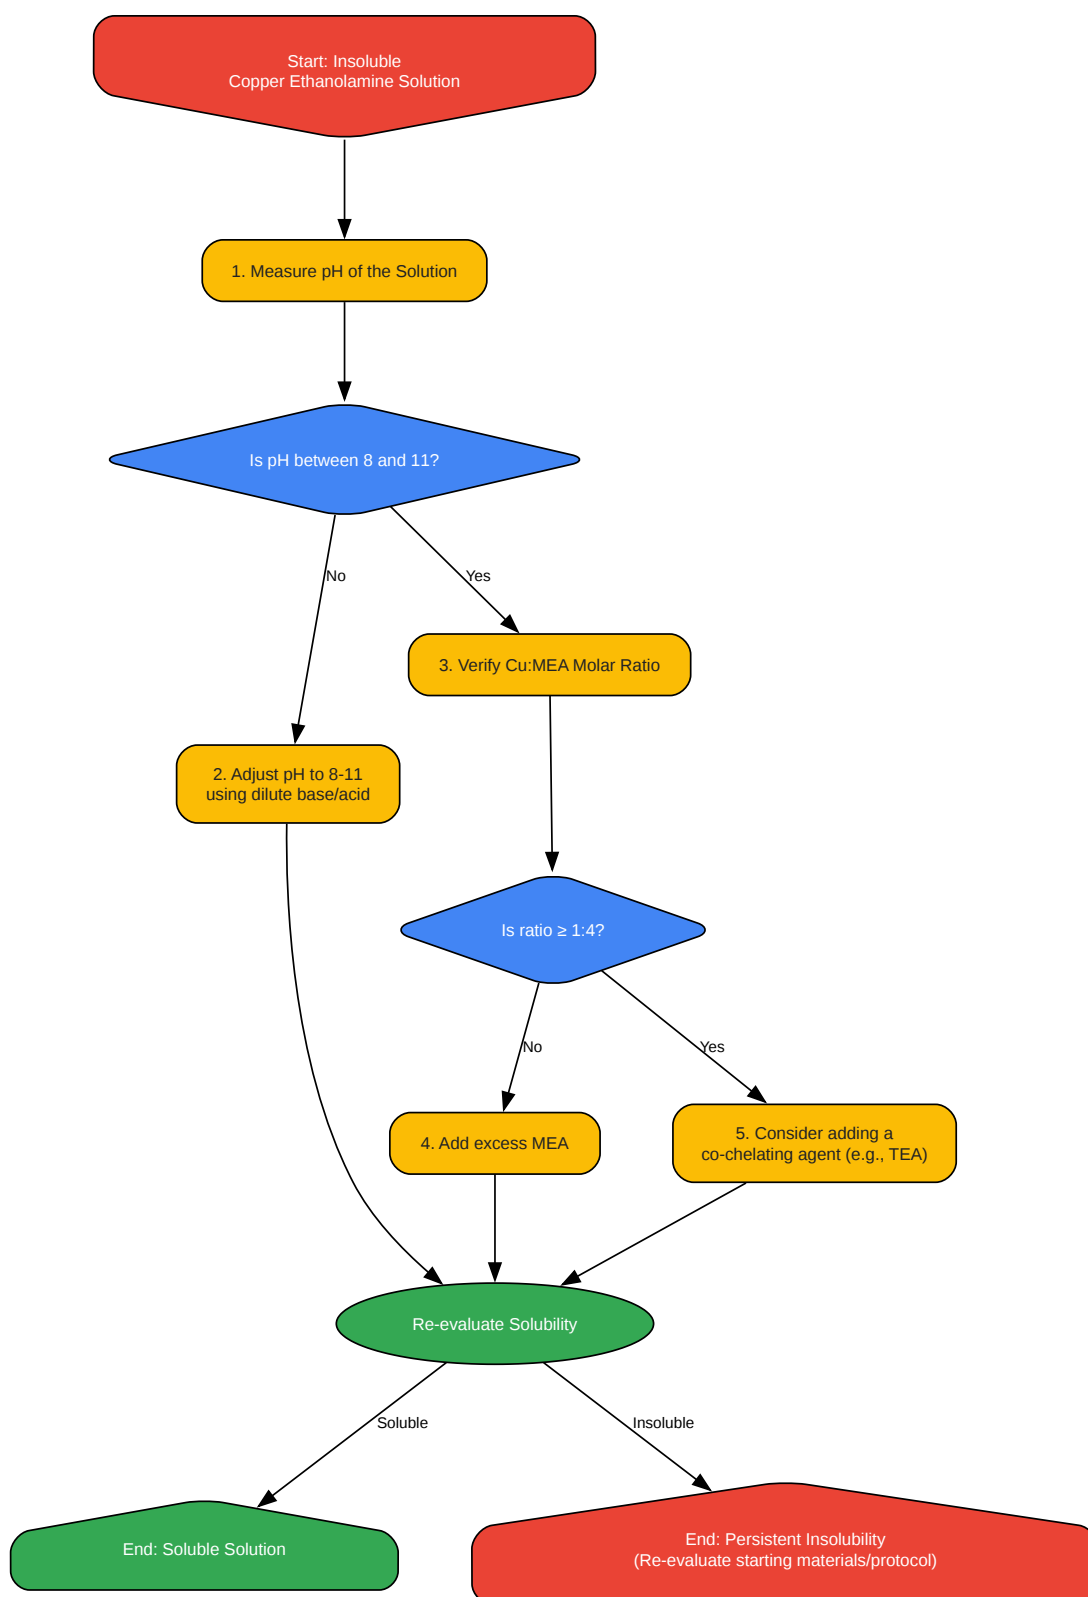 Start: Insoluble
Copper Ethanolamine Solution
1. Measure pH of the Solution
Is pH between 8 and 11?
No
Yes
3. Verify Cu:MEA Molar Ratio
2. Adjust pH to 8-11
using dilute base/acid
Is ratio ≥ 1:4?
No
Yes
4. Add excess MEA
5. Consider adding a
co-chelating agent (e.g., TEA)
Re-evaluate Solubility
Soluble
Insoluble
End: Soluble Solution
End: Persistent Insolubility
(Re-evaluate starting materials/protocol)